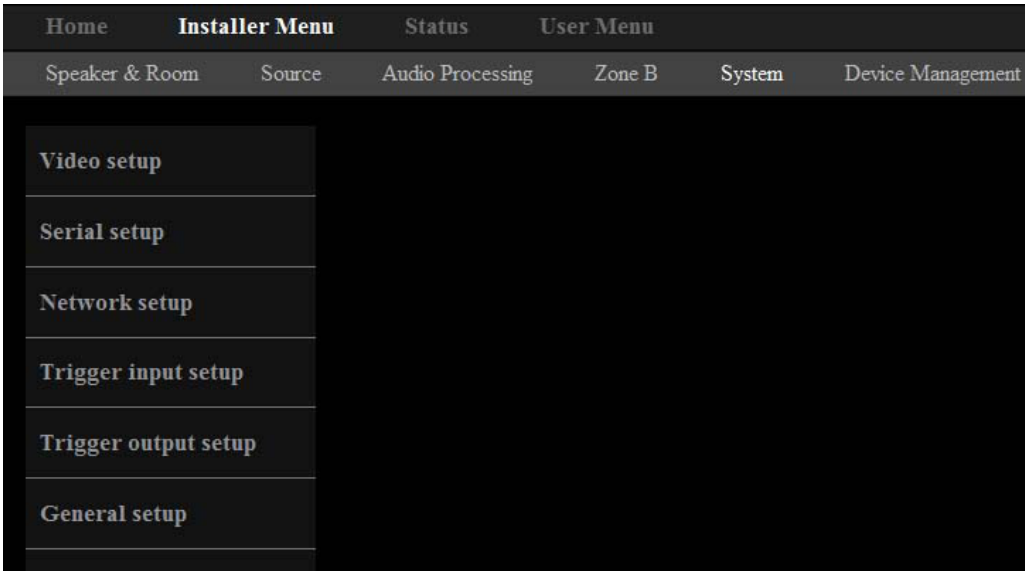 Home Installer Menu Status User Menu
Speaker & Room Source Audio Processing Zone B System Device Management
Video setup
Serial setup
Network setup
Trigger input setup
Trigger output setup
General setup